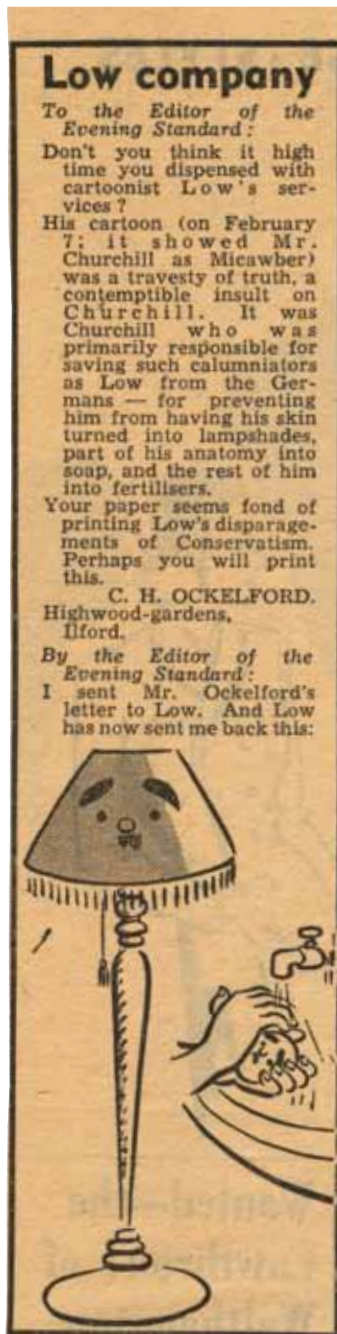 Low company
To the Editor of the
Evening Standard :
Don't you think it high
time you dispensed with
cartoonist Low's ser-
vices ?
His cartoon (on February
7; it showed Mr.
Churchill as Micawber)
was a travesty of truth, a
contemptible insult on
Churchill. It was
Churchill who was
primarily responsible for
saving such calumniators
as Low from the Ger-
mans — for preventing
him from having his skin
turned into lampshades,
part of his anatomy into
soap, and the rest of him
into fertilisers.
Your paper seems fond of
printing Low's disparage-
ments of Conservatism.
Perhaps you will print
this.
C. H. OCKELFORD.
Highwood-gardens,
Ilford.
By the Editor of the
Evening Standard :
I sent Mr. Ockelford's
letter to Low. And Low
has now sent me back this: